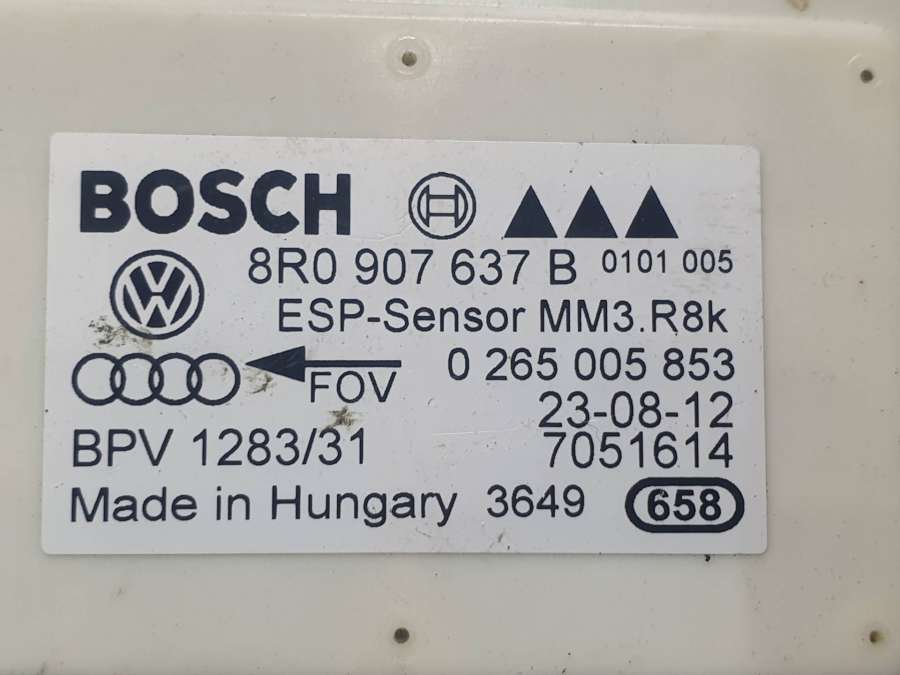 BOSCH
8R0 907 637 B 0101 005
ESP-Sensor MM3.R8k
FOV 0 265 005 853
23-08-12
BPV 1283/31 7051614
Made in Hungary 3649 658